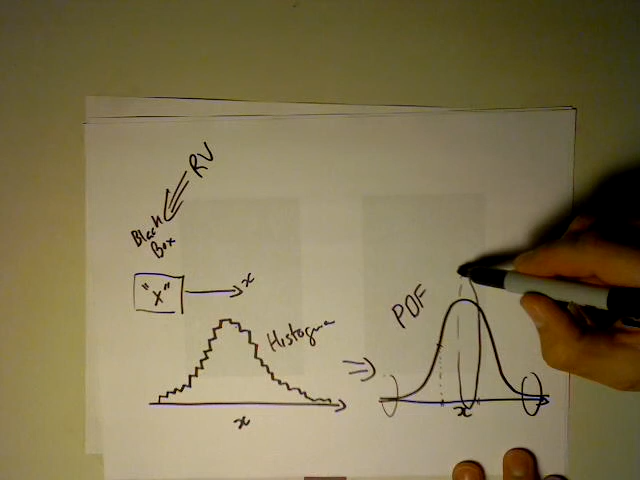 RV
Black
Box
"X"
x
Histogram
PDF
x
x